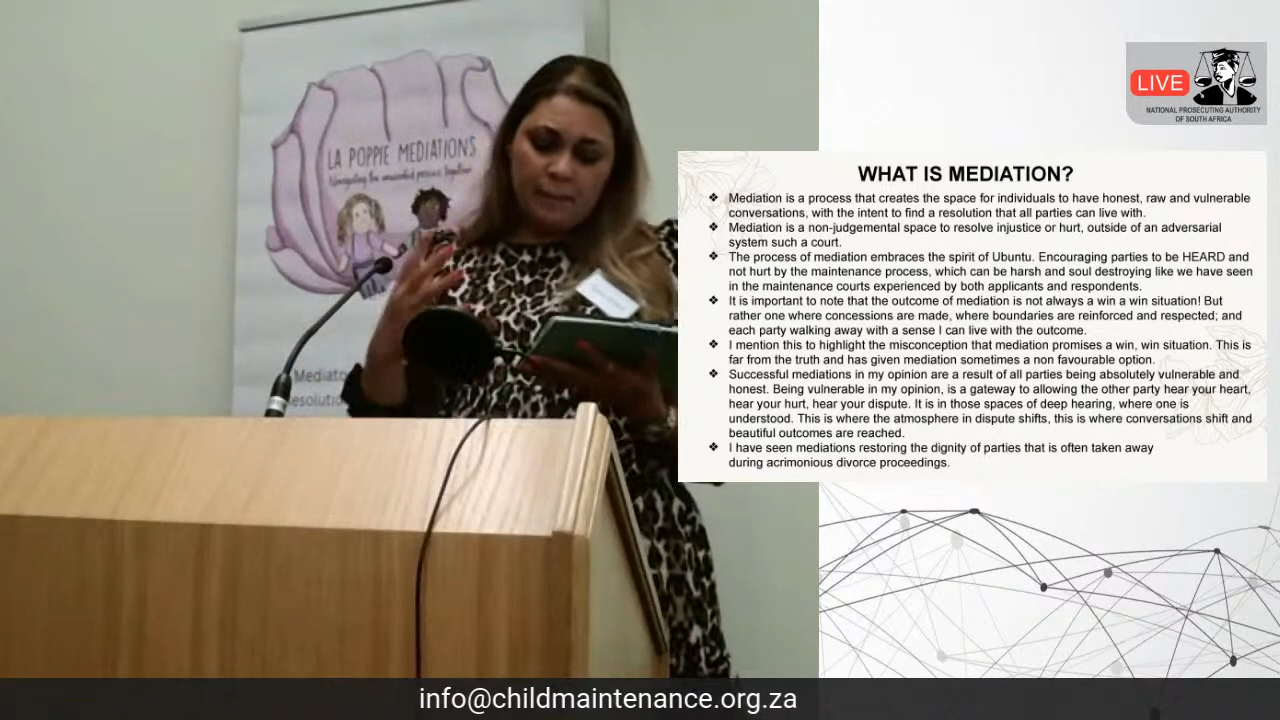 LA POPPIE MEDIATIONS
Mediato
esolutio
LIVE
NATIONAL PROSECUTING AUTHORITY
OF SOUTH AFRICA
WHAT IS MEDIATION?
❖ Mediation is a process that creates the space for individuals to have honest, raw and vulnerable
conversations, with the intent to find a resolution that all parties can live with.
❖ Mediation is a non-judgemental space to resolve injustice or hurt, outside of an adversarial
system such a court.
❖ The process of mediation embraces the spirit of Ubuntu. Encouraging parties to be HEARD and
not hurt by the maintenance process, which can be harsh and soul destroying like we have seen
in the maintenance courts experienced by both applicants and respondents.
❖ It is important to note that the outcome of mediation is not always a win a win situation! But
rather one where concessions are made, where boundaries are reinforced and respected; and
each party walking away with a sense I can live with the outcome.
❖ I mention this to highlight the misconception that mediation promises a win, win situation. This is
far from the truth and has given mediation sometimes a non favourable option.
❖ Successful mediations in my opinion are a result of all parties being absolutely vulnerable and
honest. Being vulnerable in my opinion, is a gateway to allowing the other party hear your heart,
hear your hurt, hear your dispute. It is in those spaces of deep hearing, where one is
understood. This is where the atmosphere in dispute shifts, this is where conversations shift and
beautiful outcomes are reached.
❖ I have seen mediations restoring the dignity of parties that is often taken away
during acrimonious divorce proceedings.
info@childmaintenance.org.za